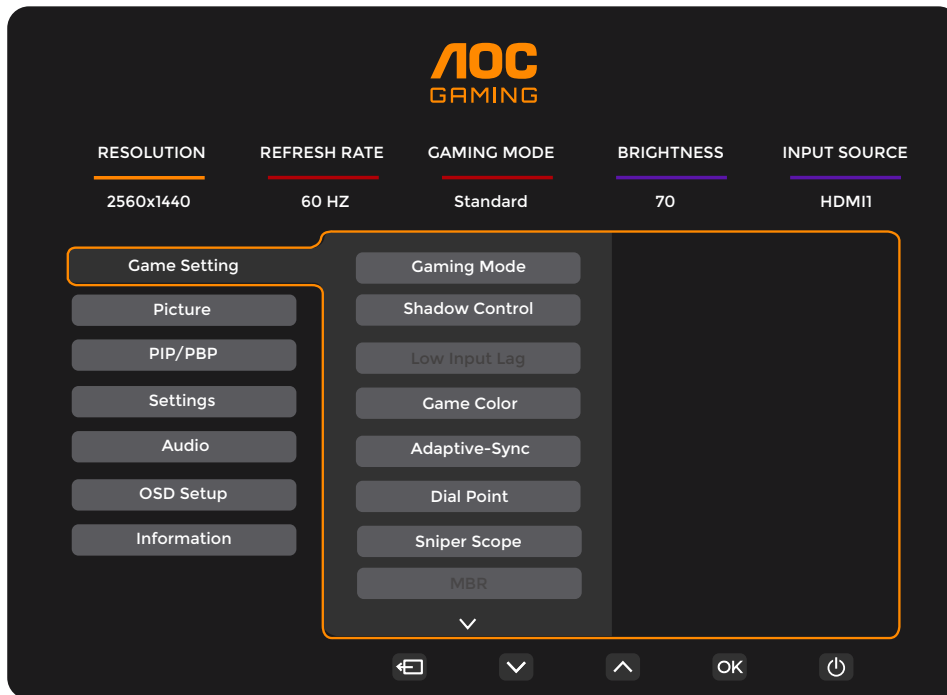 AOC
GAMING
RESOLUTION REFRESH RATE GAMING MODE BRIGHTNESS INPUT SOURCE
2560x1440 60 HZ Standard 70 HDMI1
Game Setting
Picture
PIP/PBP
Settings
Audio
OSD Setup
Information
Gaming Mode
Shadow Control
Low Input Lag
Game Color
Adaptive-Sync
Dial Point
Sniper Scope
MBR
OK